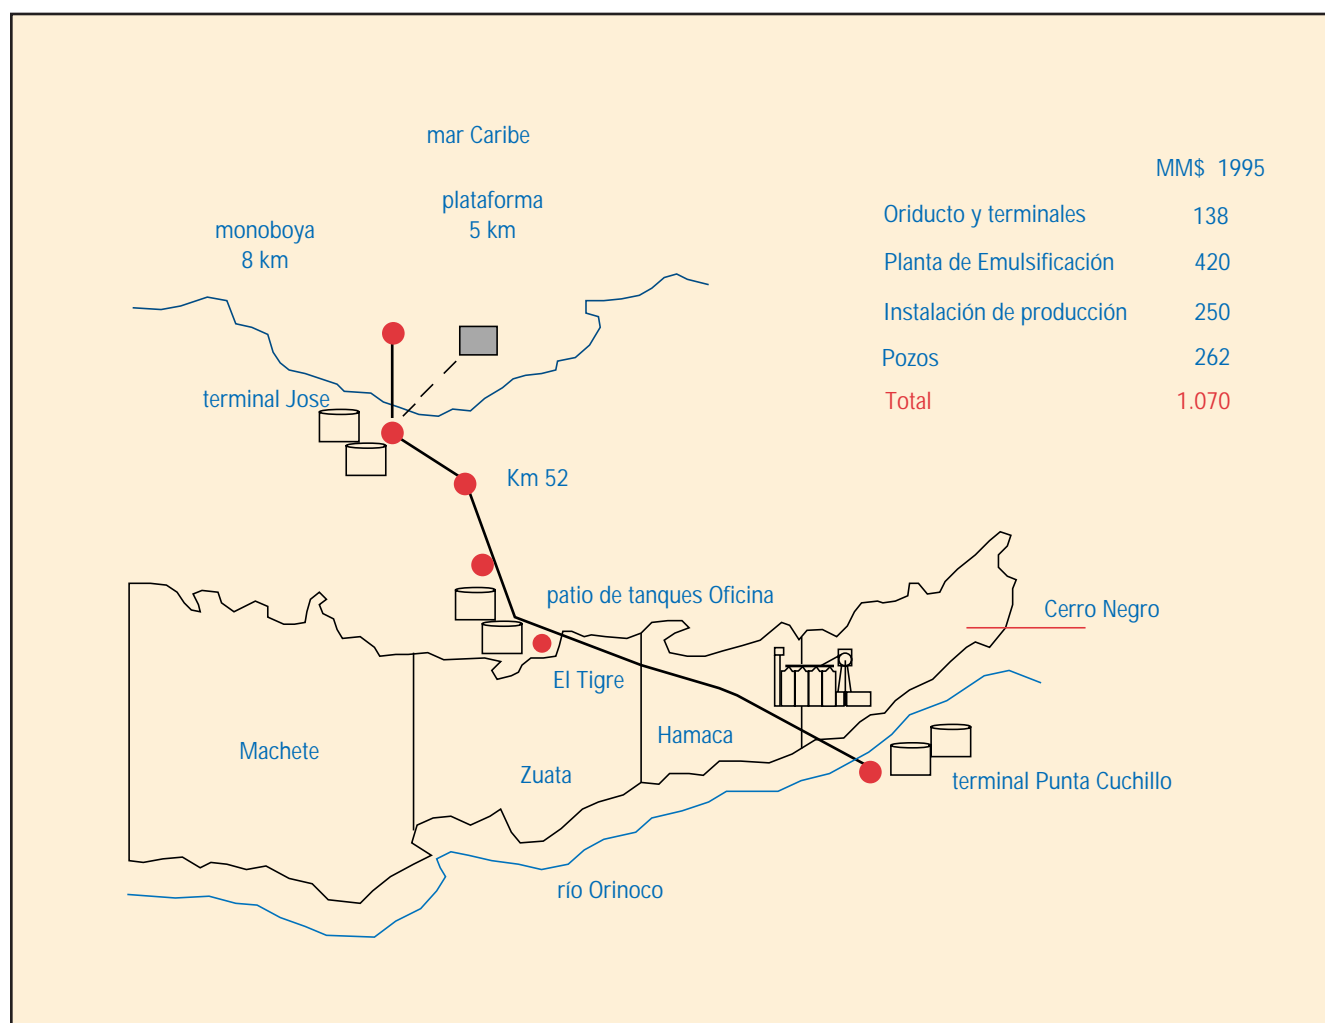 mar Caribe
plataforma
5 km
monoboya
8 km
MM$ 1995
Oriducto y terminales 138
Planta de Emulsificación 420
Instalación de producción 250
Pozos 262
Total 1.070
terminal Jose
Km 52
patio de tanques Oficina
Cerro Negro
El Tigre
Hamaca
Machete
Zuata
terminal Punta Cuchillo
río Orinoco